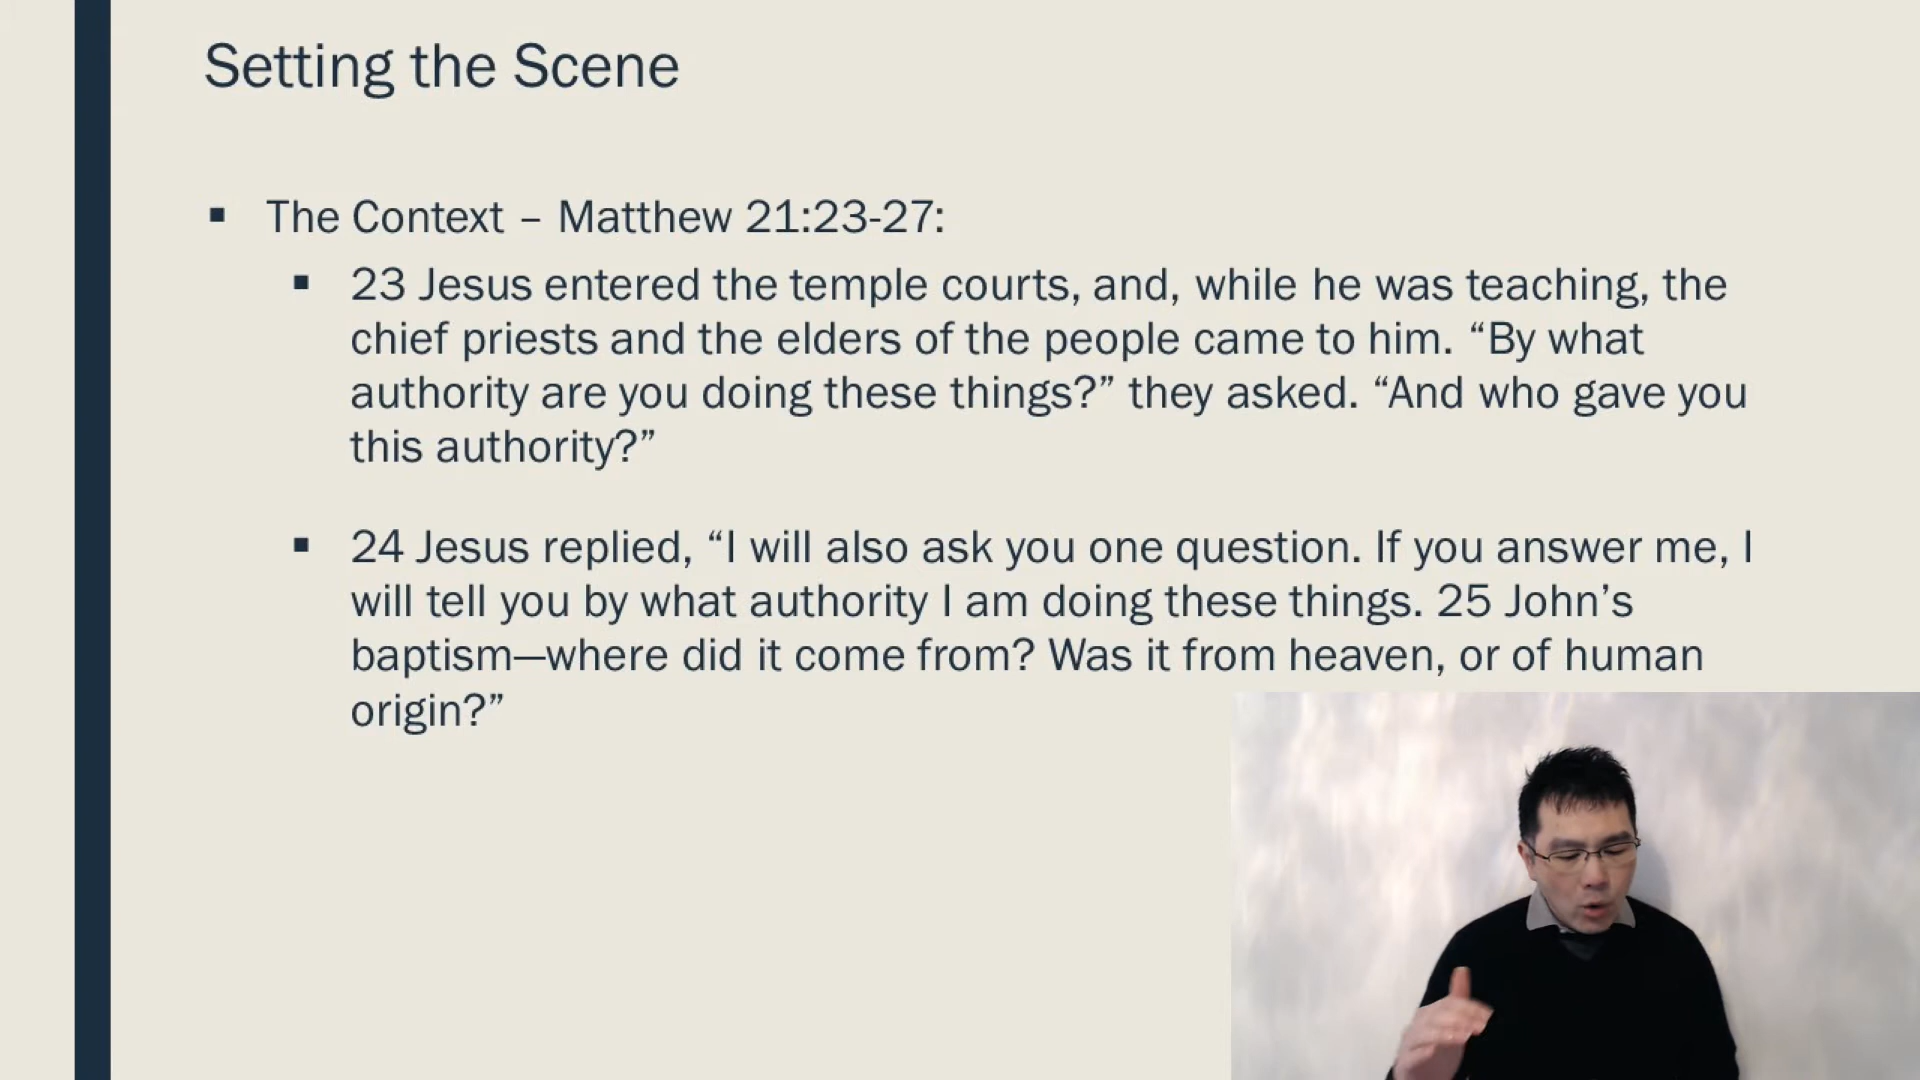 Setting the Scene
▪ The Context – Matthew 21:23-27:
▪ 23 Jesus entered the temple courts, and, while he was teaching, the
chief priests and the elders of the people came to him. “By what
authority are you doing these things?” they asked. “And who gave you
this authority?”
▪ 24 Jesus replied, “I will also ask you one question. If you answer me, I
will tell you by what authority I am doing these things. 25 John’s
baptism—where did it come from? Was it from heaven, or of human
origin?”